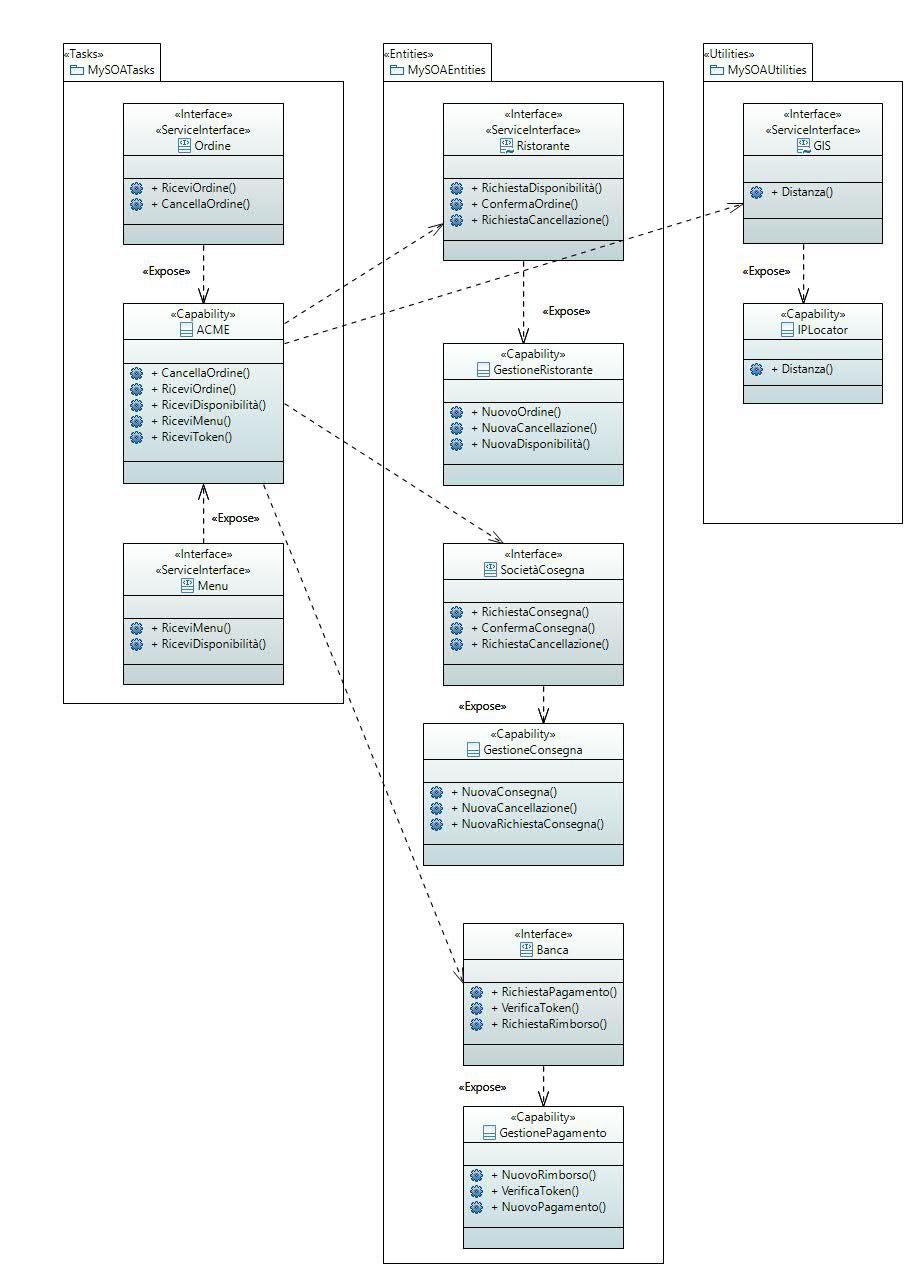 «Tasks»
MySOATasks
«Interface»
«ServiceInterface»
Ordine
+ RiceviOrdine()
+ CancellaOrdine()
«Expose»
«Capability»
ACME
+ CancellaOrdine()
+ RiceviOrdine()
+ RiceviDisponibilità()
+ RiceviMenu()
+ RiceviToken()
«Expose»
«Interface»
«ServiceInterface»
Menu
+ RiceviMenu()
+ RiceviDisponibilità()
«Entities»
MySOAEntities
«Interface»
«ServiceInterface»
Ristorante
+ RichiestaDisponibilità()
+ ConfermaOrdine()
+ RichiestaCancellazione()
«Expose»
«Capability»
GestioneRistorante
+ NuovoOrdine()
+ NuovaCancellazione()
+ NuovaDisponibilità()
«Interface»
SocietàCosegna
+ RichiestaConsegna()
+ ConfermaConsegna()
+ RichiestaCancellazione()
«Expose»
«Capability»
GestioneConsegna
+ NuovaConsegna()
+ NuovaCancellazione()
+ NuovaRichiestaConsegna()
«Interface»
Banca
+ RichiestaPagamento()
+ VerificaToken()
+ RichiestaRimborso()
«Expose»
«Capability»
GestionePagamento
+ NuovoRimborso()
+ VerificaToken()
+ NuovoPagamento()
«Utilities»
MySOAUtilities
«Interface»
«ServiceInterface»
GIS
+ Distanza()
«Expose»
«Capability»
IPLocator
+ Distanza()